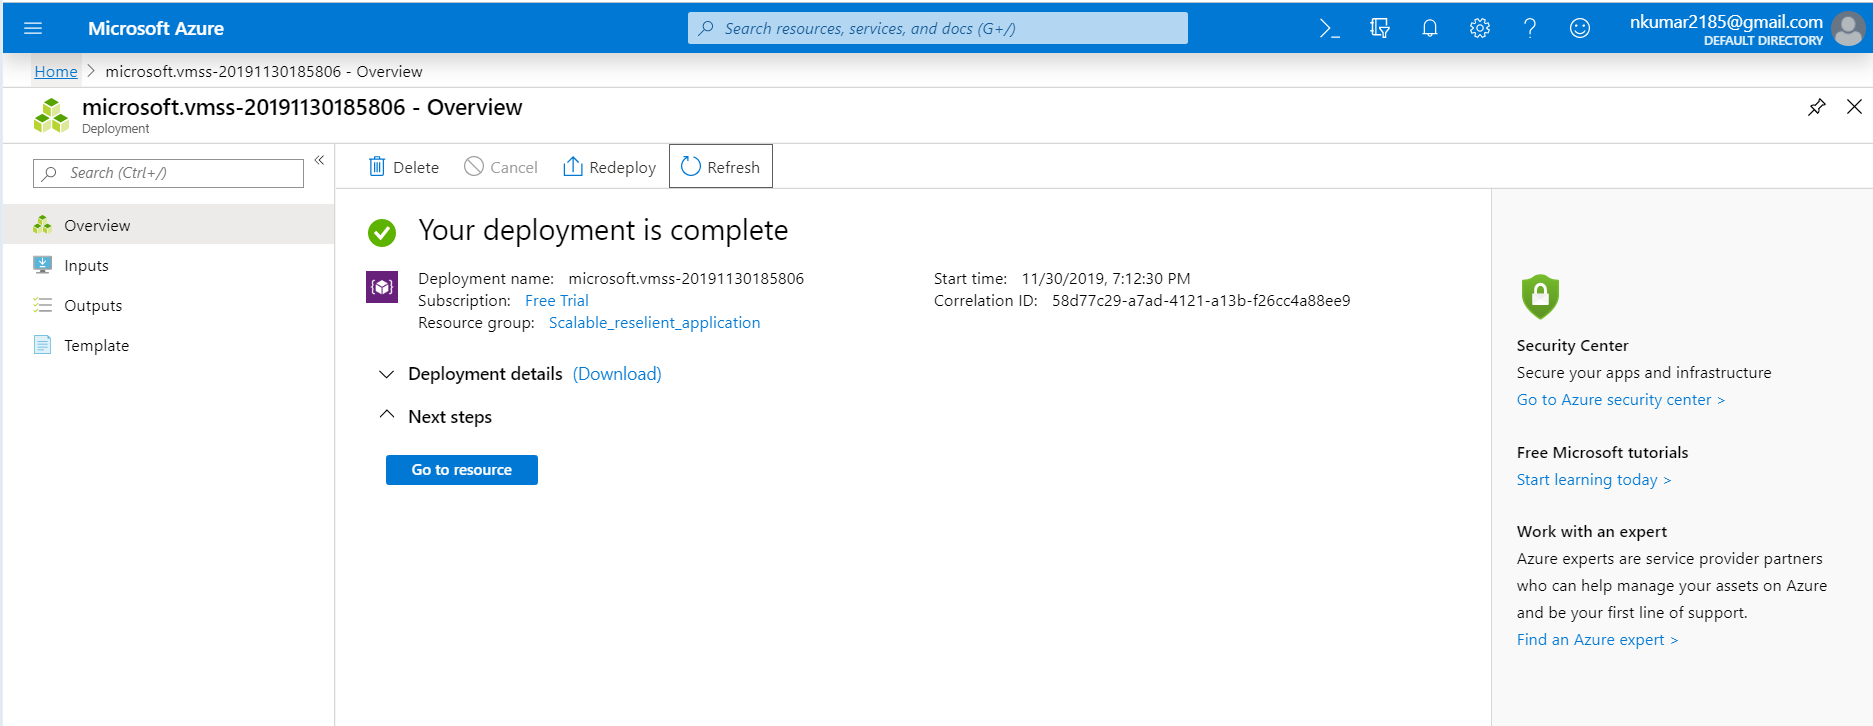 Microsoft Azure
Search resources, services, and docs (G+/)
nkumar2185@gmail.com
DEFAULT DIRECTORY
Home > microsoft.vmss-20191130185806 - Overview
microsoft.vmss-20191130185806 - Overview
Deployment
Search (Ctrl+/)
«
Overview
Inputs
Outputs
Template
Delete Cancel Redeploy Refresh
Your deployment is complete
Deployment name: microsoft.vmss-20191130185806
Subscription: Free Trial
Resource group: Scalable_reselient_application
Start time: 11/30/2019, 7:12:30 PM
Correlation ID: 58d77c29-a7ad-4121-a13b-f26cc4a88ee9
Deployment details (Download)
Next steps
Go to resource
Security Center
Secure your apps and infrastructure
Go to Azure security center >
Free Microsoft tutorials
Start learning today >
Work with an expert
Azure experts are service provider partners
who can help manage your assets on Azure
and be your first line of support.
Find an Azure expert >